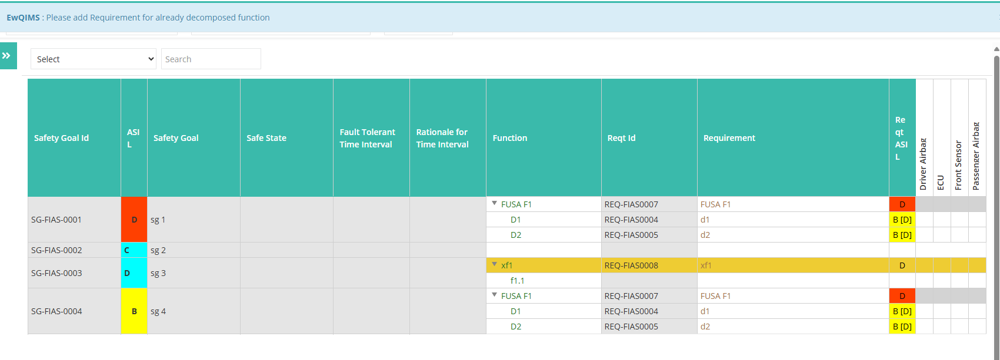 EwQIMS : Please add Requirement for already decomposed function
Select
Search
Safety Goal Id
ASI
L
Safety Goal
Safe State
Fault Tolerant
Time Interval
Rationale for
Time Interval
Function
Reqt Id
Requirement
Re
qt
ASI
L
Driver Airbag
ECU
Front Sensor
Passenger Airbag
SG-FIAS-0001
D
sg 1
FUSA F1
REQ-FIAS0007
FUSA F1
D
D1
REQ-FIAS0004
d1
B [D]
D2
REQ-FIAS0005
d2
B [D]
SG-FIAS-0002
C
sg 2
SG-FIAS-0003
D
sg 3
xf1
REQ-FIAS0008
xf1
D
f1.1
SG-FIAS-0004
B
sg 4
FUSA F1
REQ-FIAS0007
FUSA F1
D
D1
REQ-FIAS0004
d1
B [D]
D2
REQ-FIAS0005
d2
B [D]